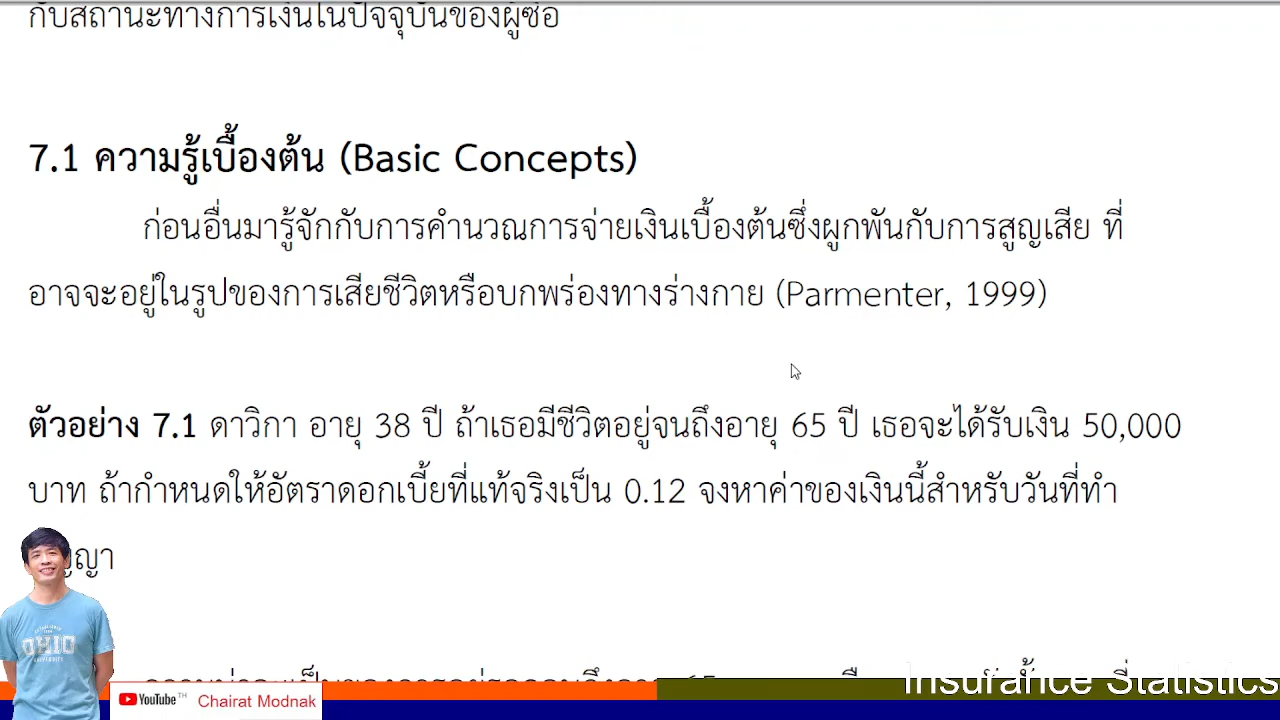 กับสถานะทางการเงินในปัจจุบันของผู้ซื้อ
7.1 ความรู้เบื้องต้น (Basic Concepts)
ก่อนอื่นมารู้จักกับการคำนวณการจ่ายเงินเบื้องต้นซึ่งผูกพันกับการสูญเสีย ที่
อาจจะอยู่ในรูปของการเสียชีวิตหรือบกพร่องทางร่างกาย (Parmenter, 1999)
ตัวอย่าง 7.1 ดาวิกา อายุ 38 ปี ถ้าเธอมีชีวิตอยู่จนถึงอายุ 65 ปี เธอจะได้รับเงิน 50,000
บาท ถ้ากำหนดให้อัตราดอกเบี้ยที่แท้จริงเป็น 0.12 จงหาค่าของเงินนี้สำหรับวันที่ทำ
OHIO
UNIVERSITY
Insurance Statistics
YouTube TH Chairat Modnak